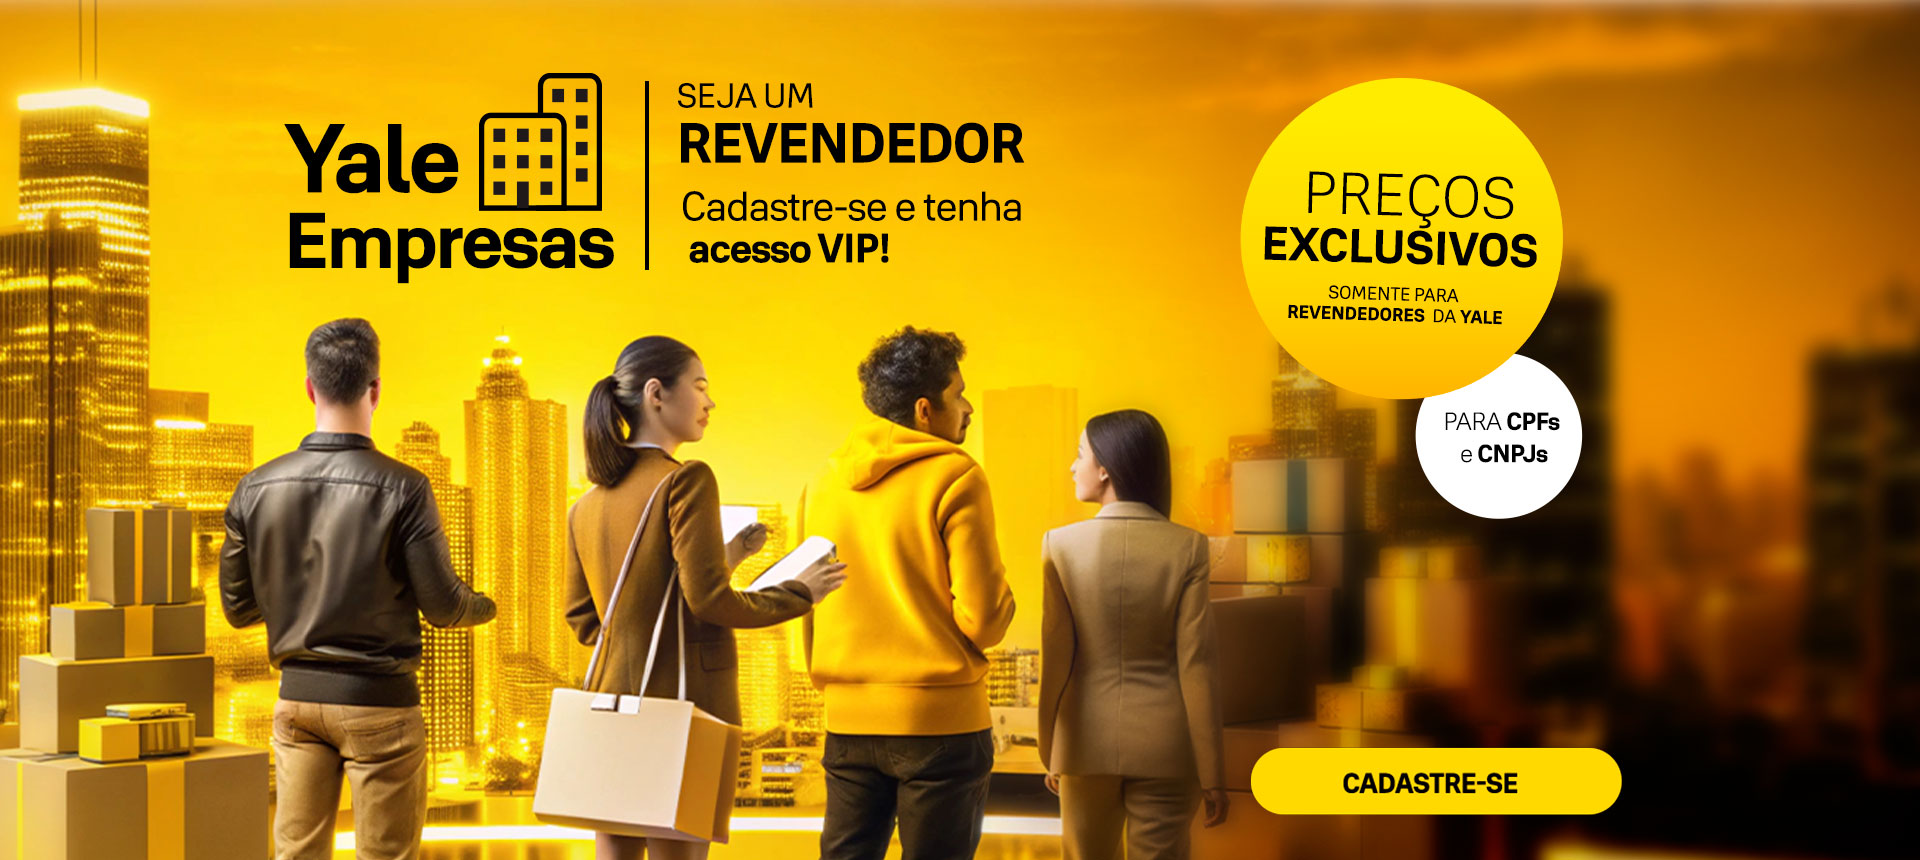 Yale
Empresas
SEJA UM
REVENDEDOR
Cadastre-se e tenha
acesso VIP!
PREÇOS
EXCLUSIVOS
SOMENTE PARA
REVENDEDORES DA YALE
PARA CPFs
e CNPJs
CADASTRE-SE